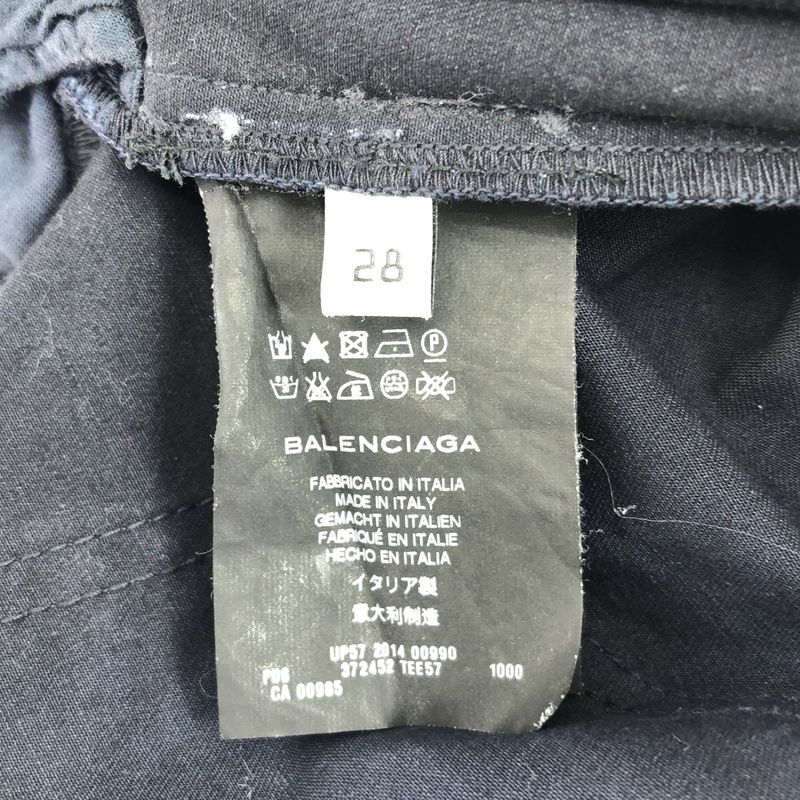 28
P
BALENCIAGA
FABBRICATO IN ITALIA
MADE IN ITALY
GEMACHT IN ITALIEN
FABRIQUÉ EN ITALIE
HECHO EN ITALIA
イタリア製
意大利制造
UP57 2014 00990
372452 TEE57 1000
CA